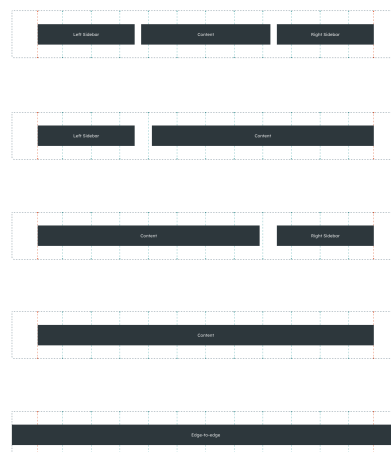 Left Sidebar Content Right Sidebar
Left Sidebar Content
Content Right Sidebar
Content
Edge-to-edge